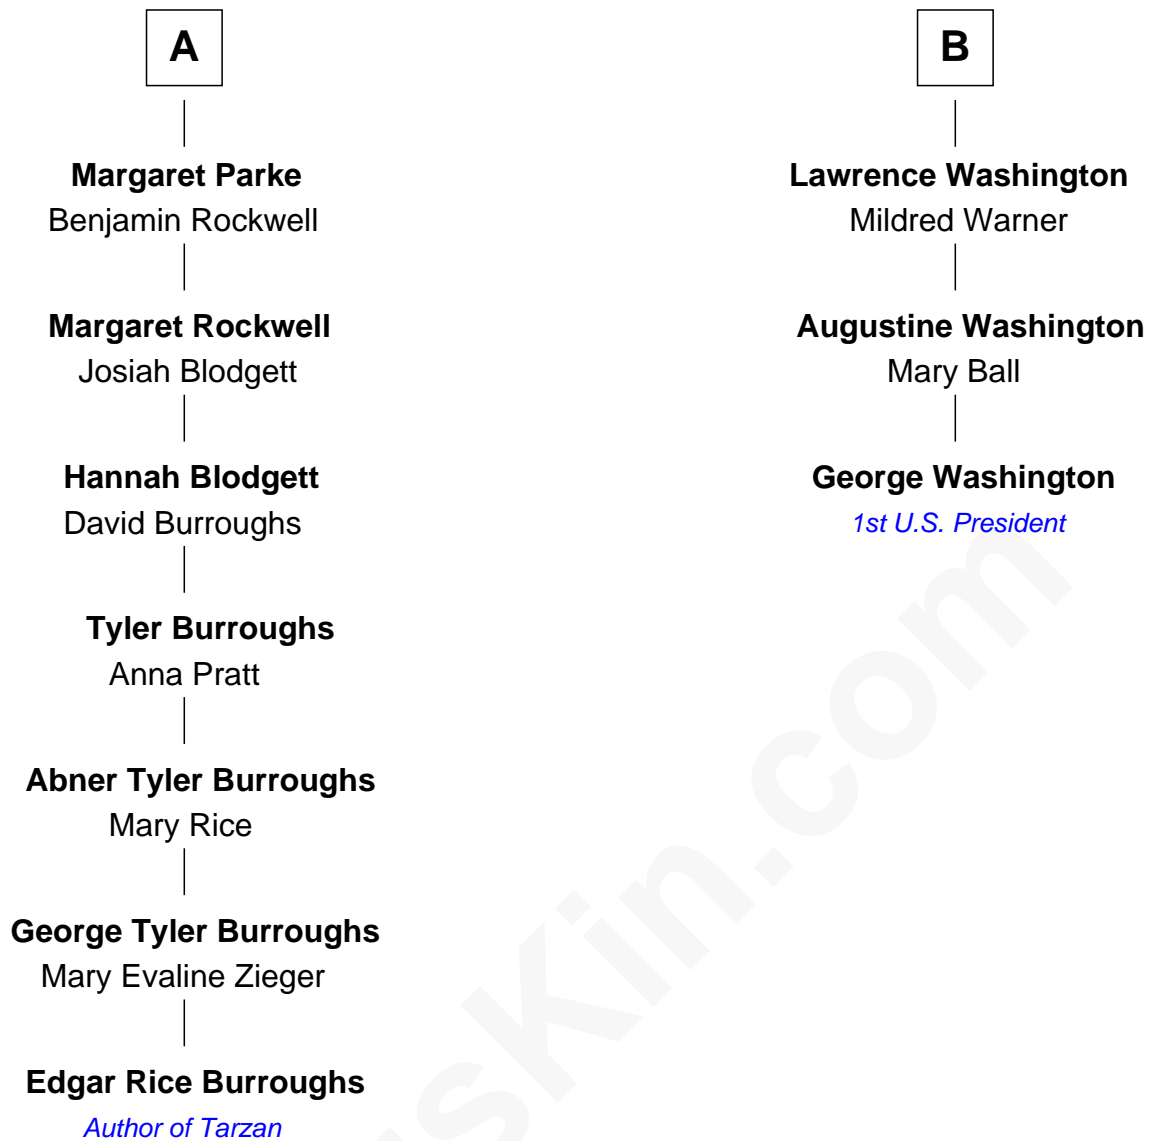 A
Margaret Parke
Benjamin Rockwell
Margaret Rockwell
Josiah Blodgett
Hannah Blodgett
David Burroughs
Tyler Burroughs
Anna Pratt
Abner Tyler Burroughs
Mary Rice
George Tyler Burroughs
Mary Evaline Zieger
Edgar Rice Burroughs
Author of Tarzan
B
Lawrence Washington
Mildred Warner
Augustine Washington
Mary Ball
George Washington
1st U.S. President
usKin.com